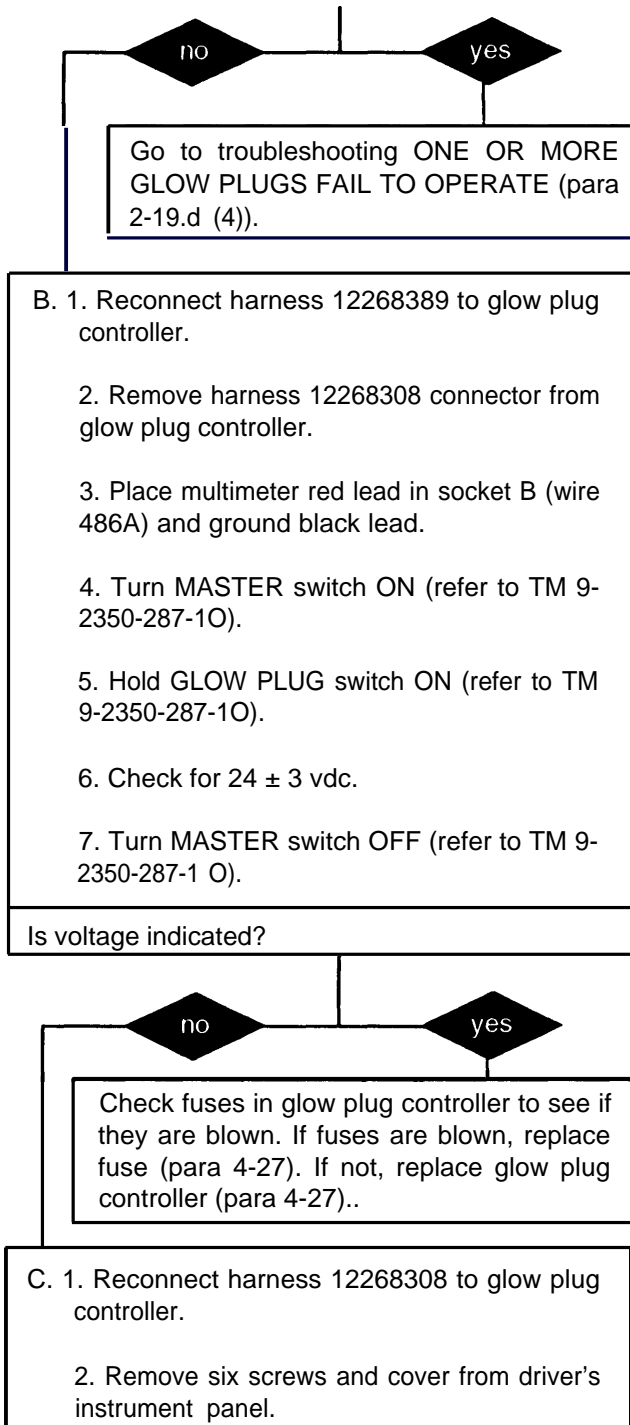 no
yes
Go to troubleshooting ONE OR MORE
GLOW PLUGS FAIL TO OPERATE (para
2-19.d (4)).
B. 1. Reconnect harness 12268389 to glow plug
controller.
2. Remove harness 12268308 connector from
glow plug controller.
3. Place multimeter red lead in socket B (wire
486A) and ground black lead.
4. Turn MASTER switch ON (refer to TM 9-
2350-287-1O).
5. Hold GLOW PLUG switch ON (refer to TM
9-2350-287-1O).
6. Check for 24 ± 3 vdc.
7. Turn MASTER switch OFF (refer to TM 9-
2350-287-1 O).
Is voltage indicated?
no
yes
Check fuses in glow plug controller to see if
they are blown. If fuses are blown, replace
fuse (para 4-27). If not, replace glow plug
controller (para 4-27)..
C. 1. Reconnect harness 12268308 to glow plug
controller.
2. Remove six screws and cover from driver's
instrument panel.